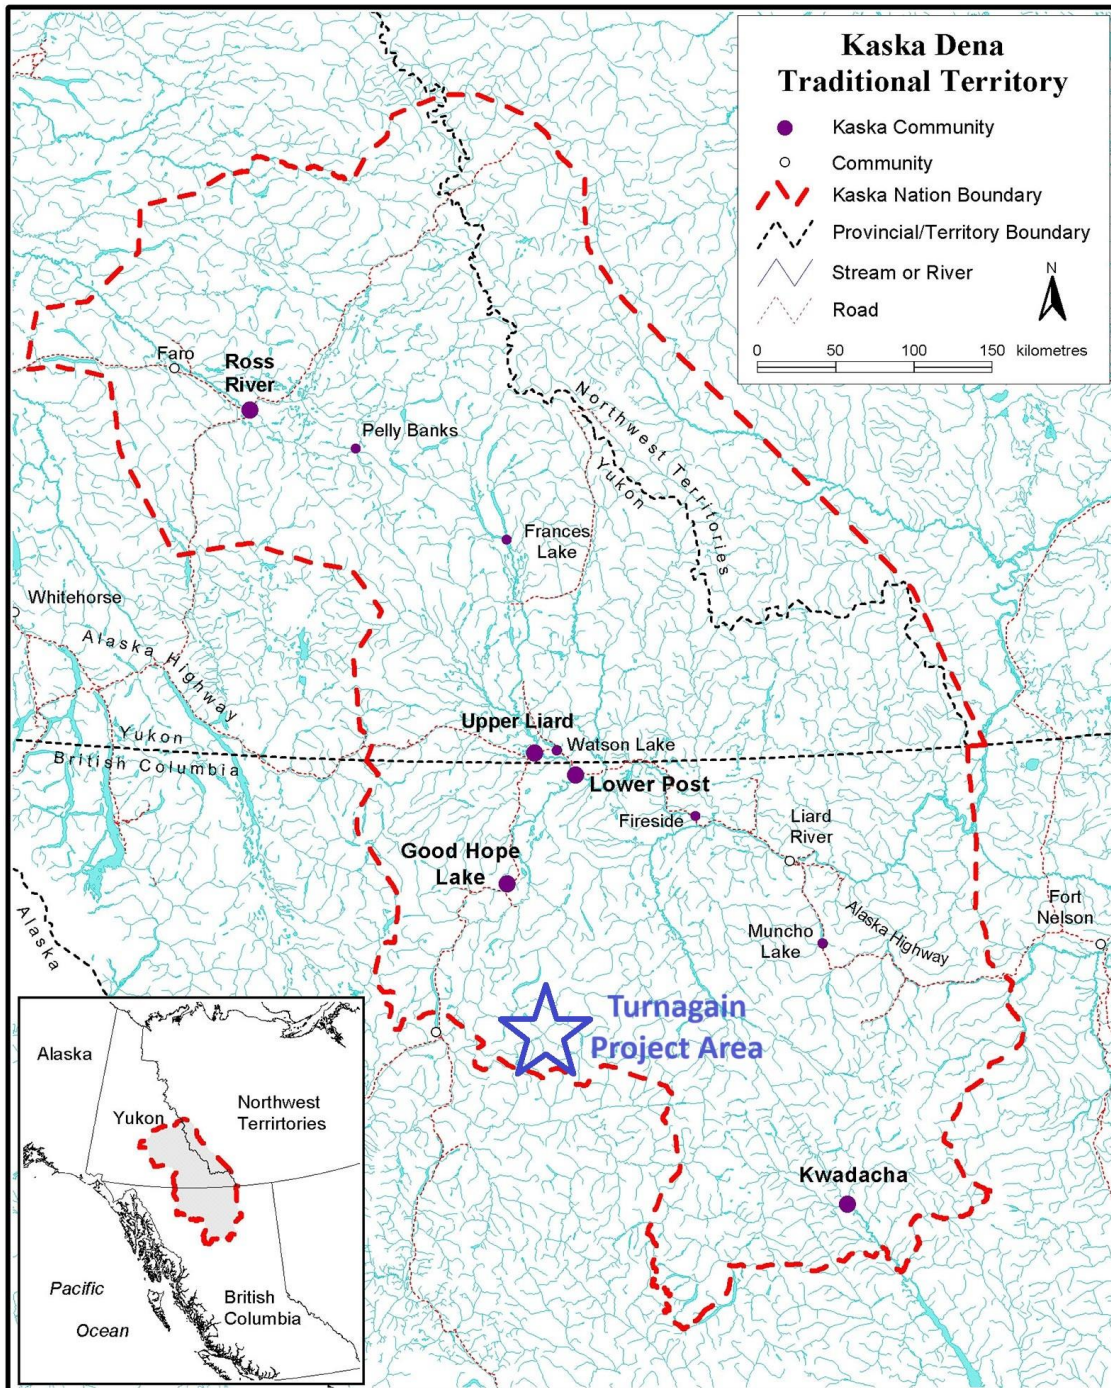 Kaska Dena
Traditional Territory
Kaska Community
Community
Kaska Nation Boundary
Provincial/Territory Boundary
Stream or River
Road
N
0 50 100 150 kilometres
Faro
Ross
River
Pelly Banks
Northwest Territories
Yukon
Frances
Lake
Whitehorse
Alaska Highway
Yukon
British Columbia
Upper Liard
Watson Lake
Lower Post
Fireside
Liard
River
Good Hope
Lake
Alaska
Muncho
Lake
Alaska Highway
Fort
Nelson
Turnagain
Project Area
Kwadacha
Alaska
Yukon
Northwest
Terrirtories
Pacific
Ocean
British
Columbia